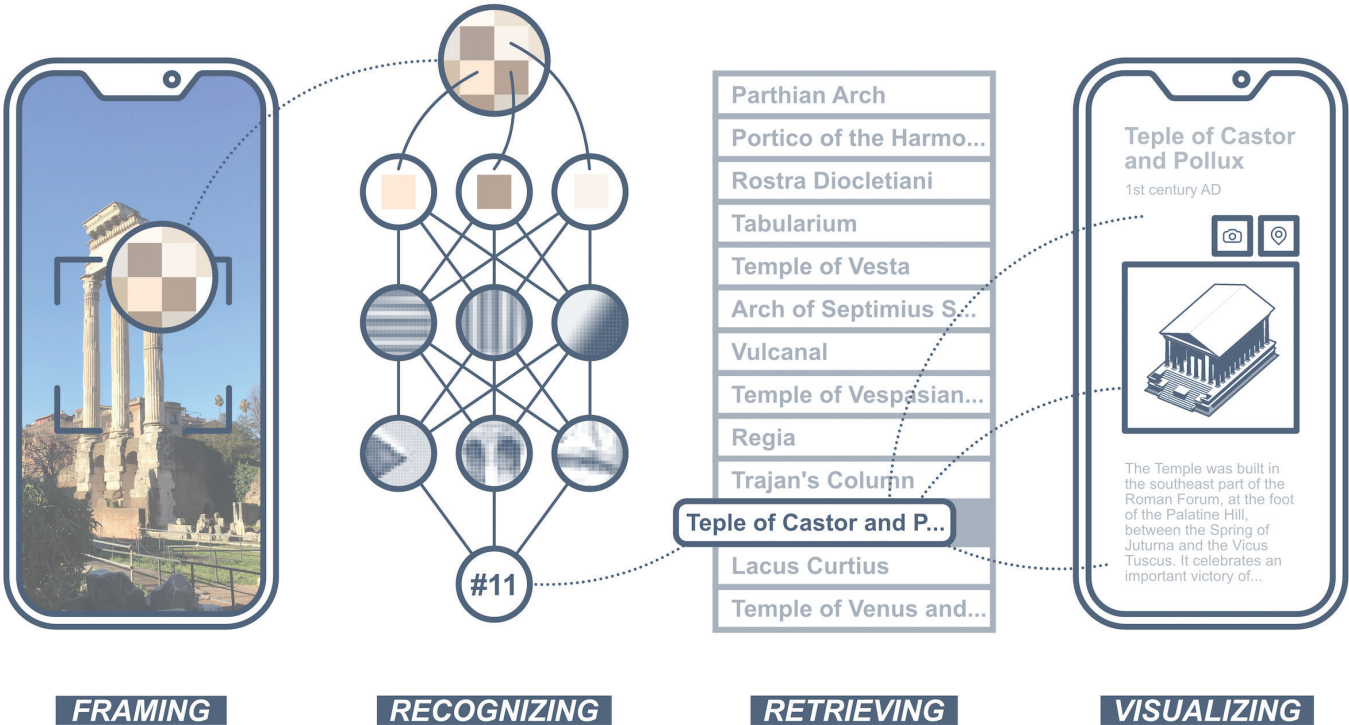 Parthian Arch
Portico of the Harmo...
Rostra Diocletiani
Tabularium
Temple of Vesta
Arch of Septimius S...
Vulcanal
Temple of Vespasian...
Regia
Trajan's Column
Teple of Castor and P...
Lacus Curtius
Temple of Venus and...
#11
Teple of Castor
and Pollux
1st century AD
The Temple was built in
the southeast part of the
Roman Forum, at the foot
of the Palatine Hill,
between the Spring of
Juturna and the Vicus
Tuscus. It celebrates an
important victory of...
FRAMING
RECOGNIZING
RETRIEVING
VISUALIZING